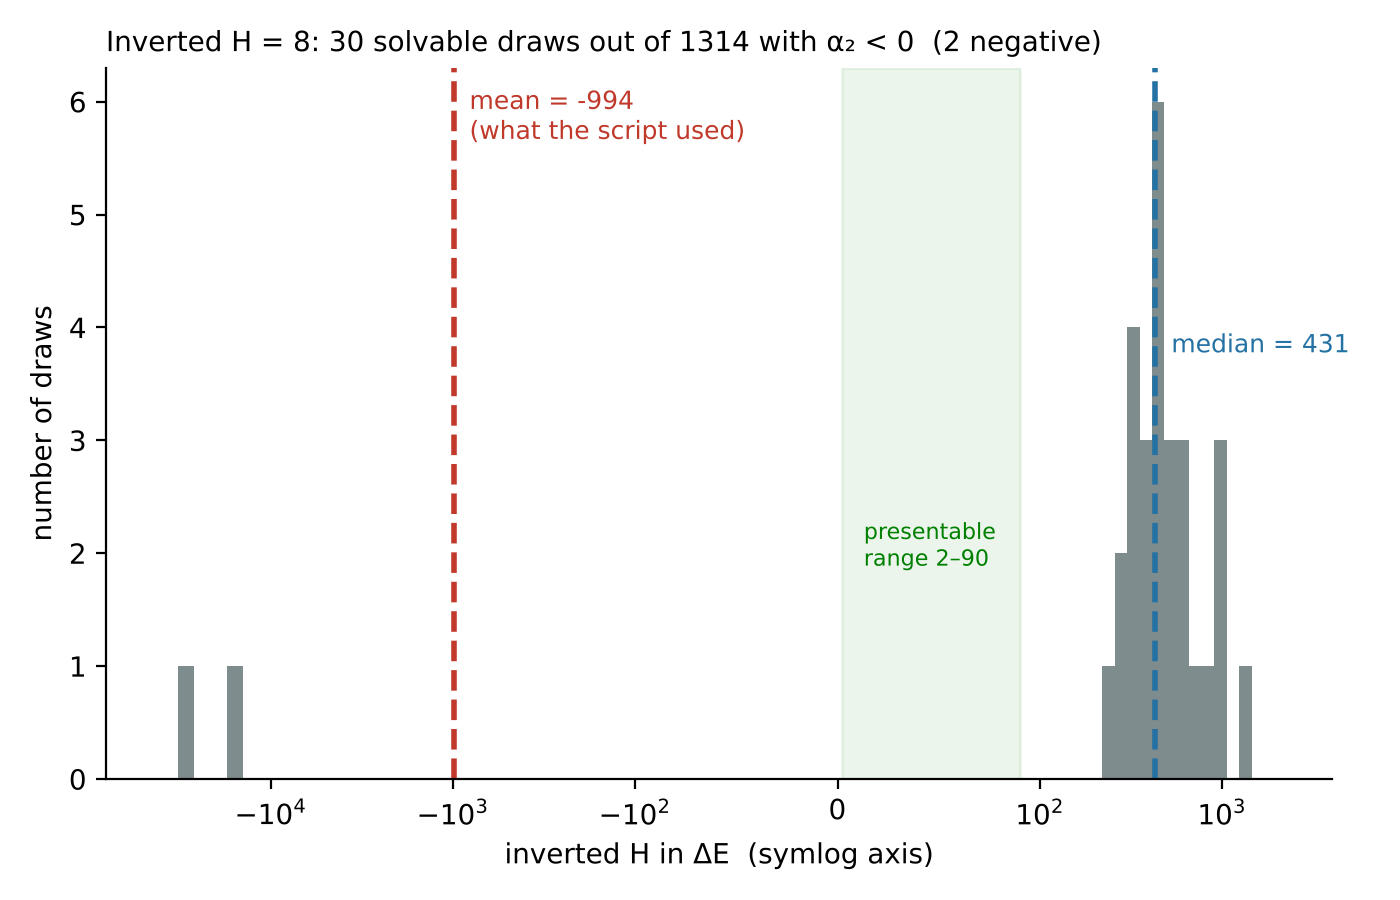 Inverted H = 8: 30 solvable draws out of 1314 with α₂ < 0  (2 negative)
mean = -994
(what the script used)
median = 431
presentable
range 2–90
number of draws
6
5
4
3
2
1
0
−10⁴
−10³
−10²
0
10²
10³
inverted H in ΔE  (symlog axis)